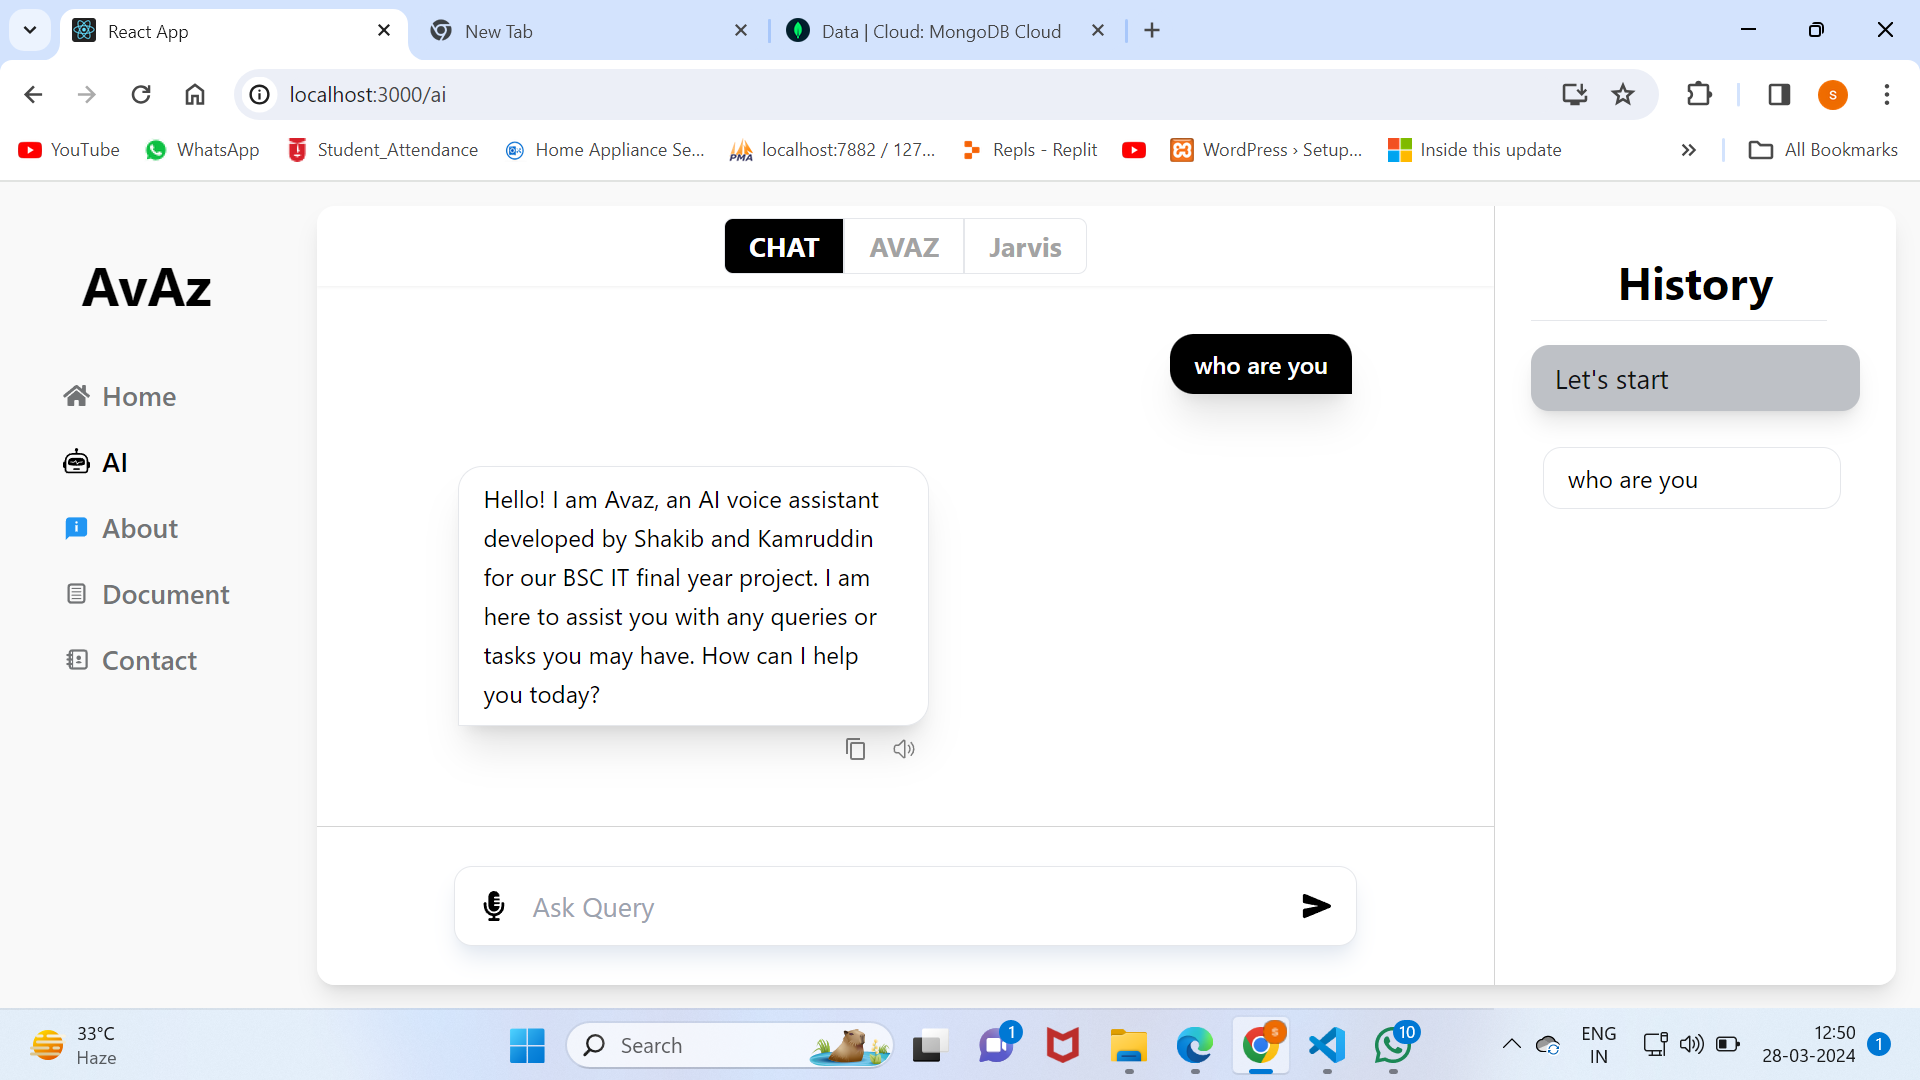 React App
New Tab
Data | Cloud: MongoDB Cloud
localhost:3000/ai
s
YouTube
WhatsApp
Student_Attendance
Home Appliance Se...
PMA
localhost:7882 / 127...
Repls - Replit
WordPress › Setup...
Inside this update
All Bookmarks
AvAz
Home
AI
About
Document
Contact
CHAT
AVAZ
Jarvis
who are you
Hello! I am Avaz, an AI voice assistant
developed by Shakib and Kamruddin
for our BSC IT final year project. I am
here to assist you with any queries or
tasks you may have. How can I help
you today?
Ask Query
History
Let's start
who are you
33°C
Haze
Search
1
s
10
ENG
IN
12:50
28-03-2024
1